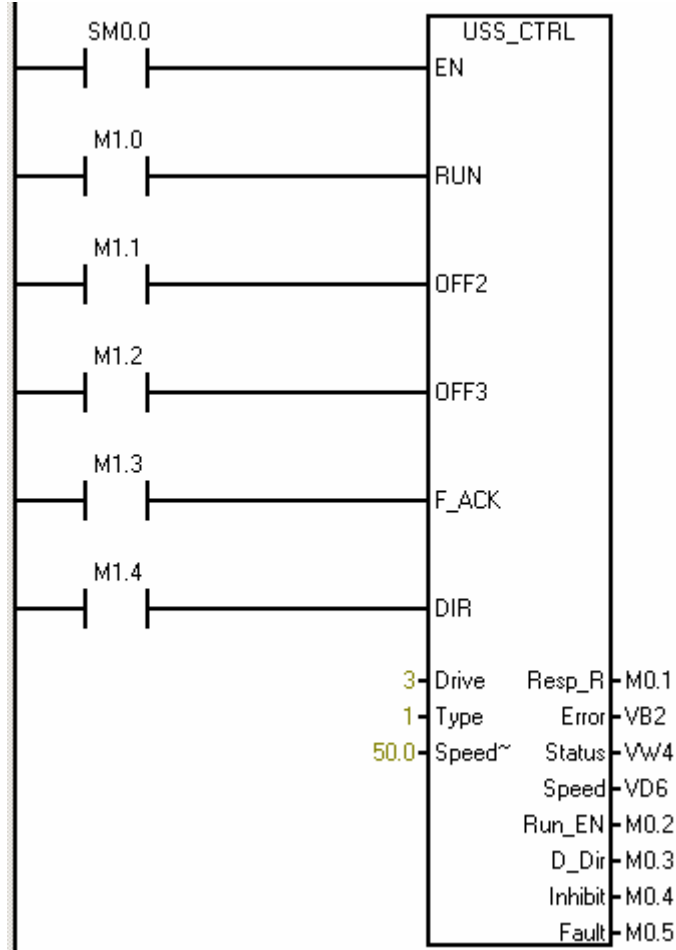 SM0.0
USS_CTRL
EN
M1.0
RUN
M1.1
OFF2
M1.2
OFF3
M1.3
F_ACK
M1.4
DIR
3 Drive Resp_R M0.1
1 Type Error VB2
50.0 Speed~ Status VW4
Speed VD6
Run_EN M0.2
D_Dir M0.3
Inhibit M0.4
Fault M0.5